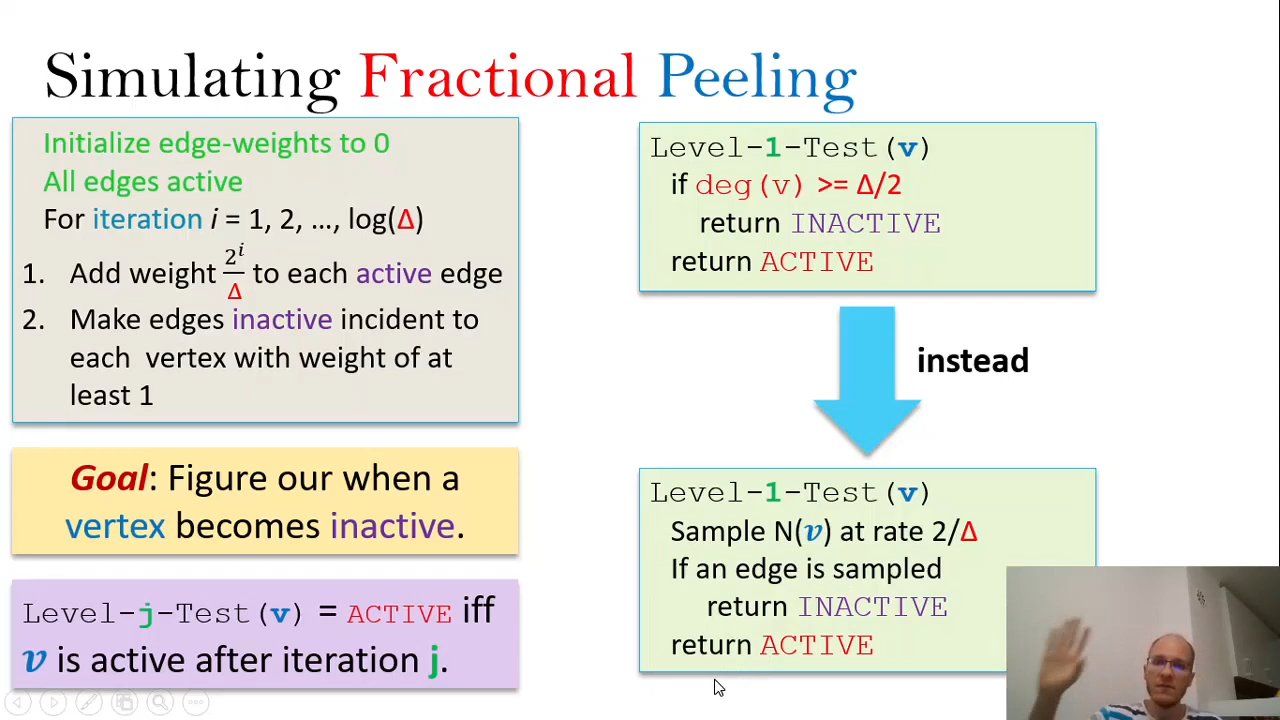 Simulating Fractional Peeling
Initialize edge-weights to 0
All edges active
For iteration i = 1, 2, …, log(Δ)
1. Add weight 2^i/Δ to each active edge
2. Make edges inactive incident to
each vertex with weight of at
least 1
Goal: Figure our when a
vertex becomes inactive.
Level-j-Test(v) = ACTIVE iff
v is active after iteration j.
Level-1-Test(v)
if deg(v) >= Δ/2
return INACTIVE
return ACTIVE
instead
Level-1-Test(v)
Sample N(v) at rate 2/Δ
If an edge is sampled
return INACTIVE
return ACTIVE